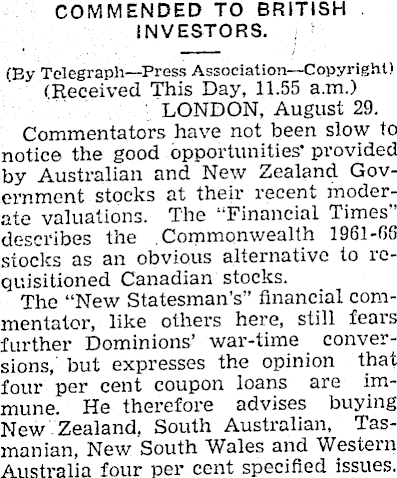 COMMENDED TO BRITISH
INVESTORS.
(By Telegraph—Press Association—Copyright)
(Received This Day, 11.55 a.m.)
LONDON, August 29.
Commentators have not been slow to
notice the good opportunities provided
by Australian and New Zealand Gov-
ernment stocks at their recent moder-
ate valuations. The "Financial Times"
describes the Commonwealth 1961-66
stocks as an obvious alternative to re-
quisitioned Canadian stocks.
The "New Statesman's" financial com-
mentator, like others here, still fears
further Dominions' war-time conver-
sions, but expresses the opinion that
four per cent coupon loans are im-
mune. He therefore advises buying
New Zealand, South Australian, Tas-
manian, New South Wales and Western
Australia four per cent specified issues.